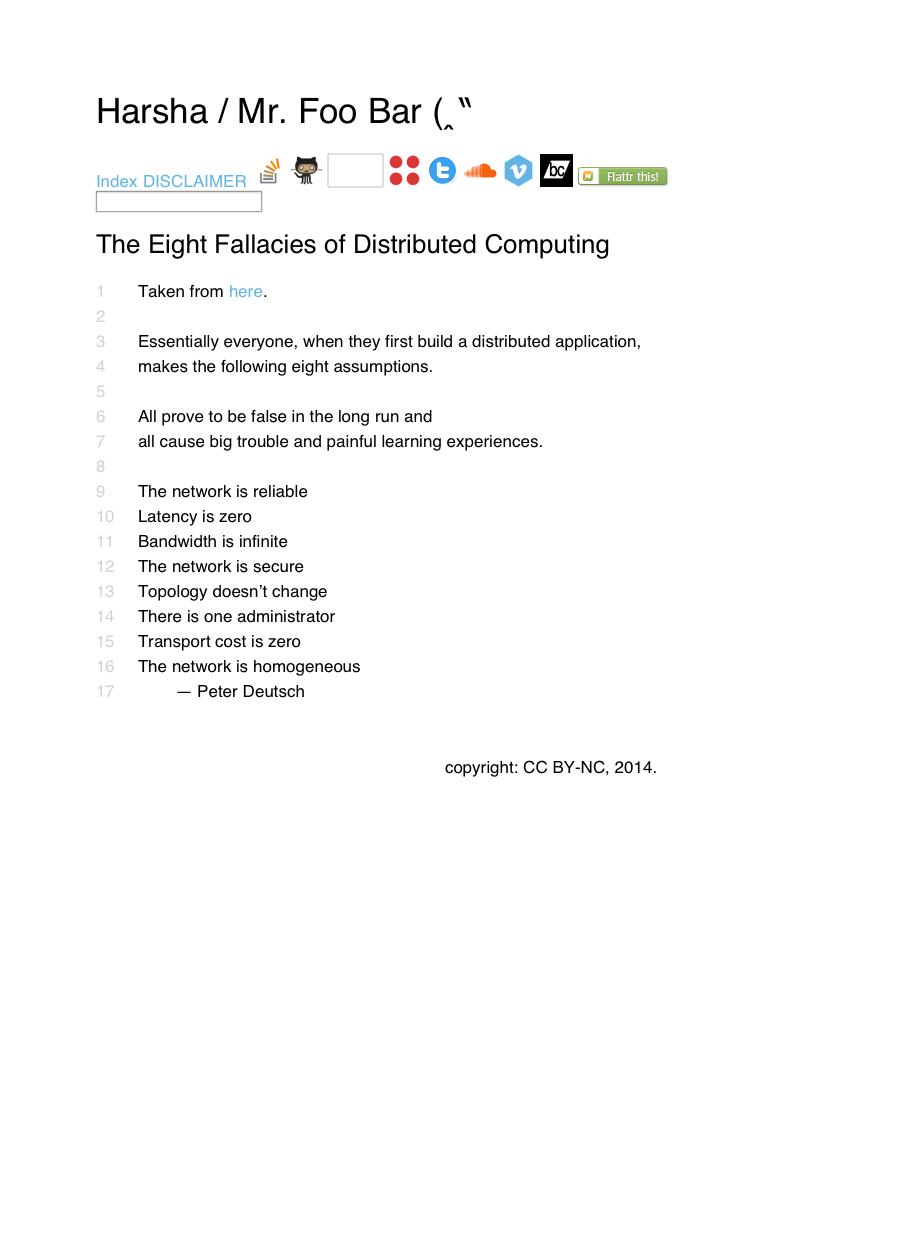 Harsha / Mr. Foo Bar (‸ ‟
Index DISCLAIMER bc Flattr this!
The Eight Fallacies of Distributed Computing
1 Taken from here.
2
3 Essentially everyone, when they first build a distributed application,
4 makes the following eight assumptions.
5
6 All prove to be false in the long run and
7 all cause big trouble and painful learning experiences.
8
9 The network is reliable
10 Latency is zero
11 Bandwidth is infinite
12 The network is secure
13 Topology doesn’t change
14 There is one administrator
15 Transport cost is zero
16 The network is homogeneous
17 — Peter Deutsch
copyright: CC BY-NC, 2014.